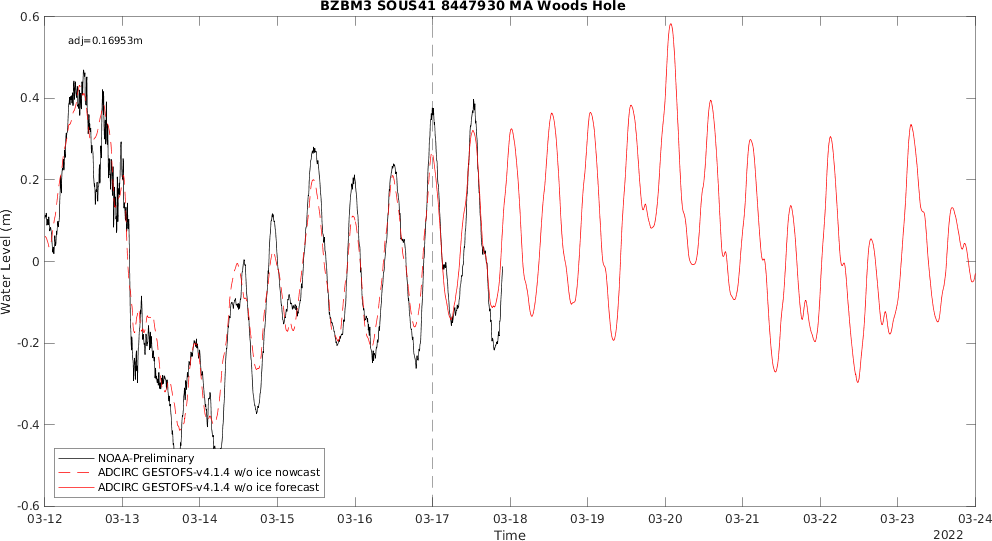 BZBM3 SOUS41 8447930 MA Woods Hole
adj=0.16953m
Water Level (m)
0.6
0.4
0.2
0
-0.2
-0.4
-0.6
NOAA-Preliminary
ADCIRC GESTOFS-v4.1.4 w/o ice nowcast
ADCIRC GESTOFS-v4.1.4 w/o ice forecast
03-12 03-13 03-14 03-15 03-16 03-17 03-18 03-19 03-20 03-21 03-22 03-23 03-24
Time
2022